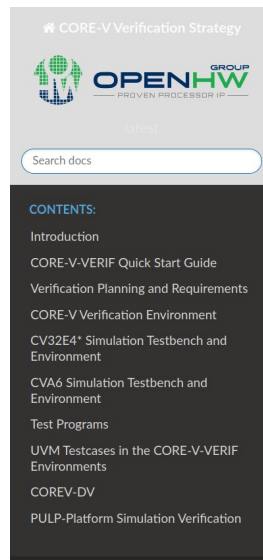 CORE-V Verification Strategy
OPENHW
GROUP
PROVEN PROCESSOR IP
latest
Search docs
CONTENTS:
Introduction
CORE-V-VERIF Quick Start Guide
Verification Planning and Requirements
CORE-V Verification Environment
CV32E4* Simulation Testbench and
Environment
CVA6 Simulation Testbench and
Environment
Test Programs
UVM Testcases in the CORE-V-VERIF
Environments
COREV-DV
PULP-Platform Simulation Verification